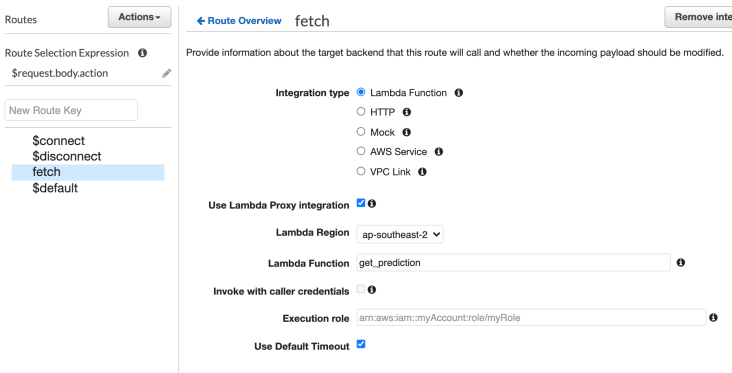 Routes
Actions
Route Overview fetch
Remove inte
Route Selection Expression
$request.body.action
New Route Key
$connect
$disconnect
fetch
$default
Provide information about the target backend that this route will call and whether the incoming payload should be modified.
Integration type Lambda Function
HTTP
Mock
AWS Service
VPC Link
Use Lambda Proxy integration
Lambda Region ap-southeast-2
Lambda Function get_prediction
Invoke with caller credentials
Execution role arn:aws:iam::myAccount:role/myRole
Use Default Timeout